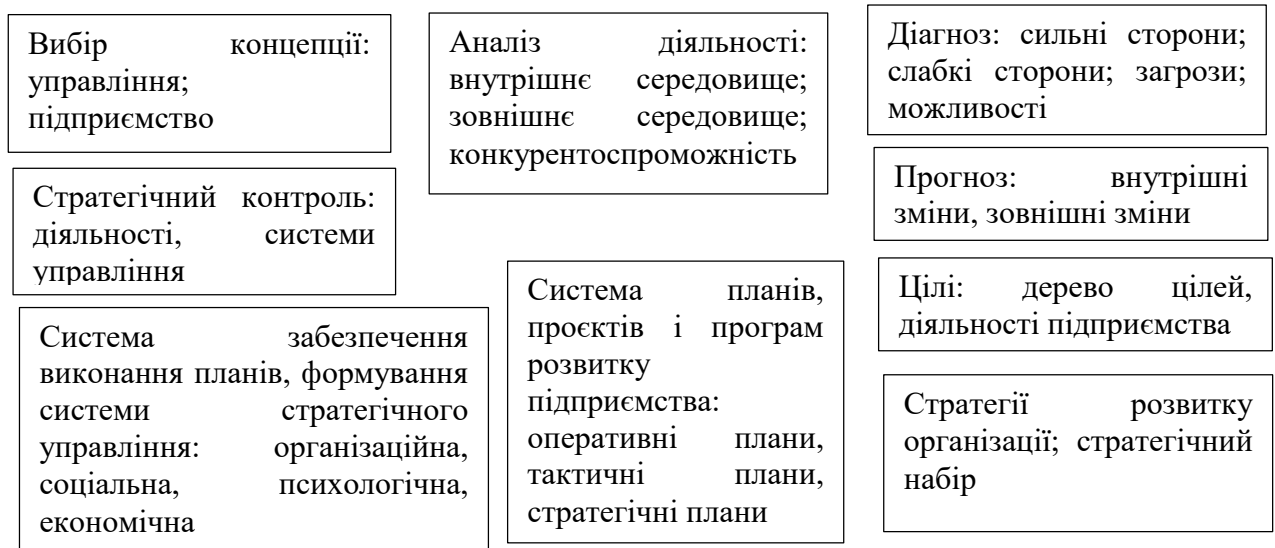 Вибір концепції:
управління;
підприємство
Аналіз діяльності:
внутрішнє середовище;
зовнішнє середовище;
конкурентоспроможність
Діагноз: сильні сторони;
слабкі сторони; загрози;
можливості
Стратегічний контроль:
діяльності, системи
управління
Прогноз: внутрішні
зміни, зовнішні зміни
Система забезпечення
виконання планів, формування
системи стратегічного
управління: організаційна,
соціальна, психологічна,
економічна
Система планів,
проєктів і програм
розвитку
підприємства:
оперативні плани,
тактичні плани,
стратегічні плани
Цілі: дерево цілей,
діяльності підприємства
Стратегії розвитку
організації; стратегічний
набір